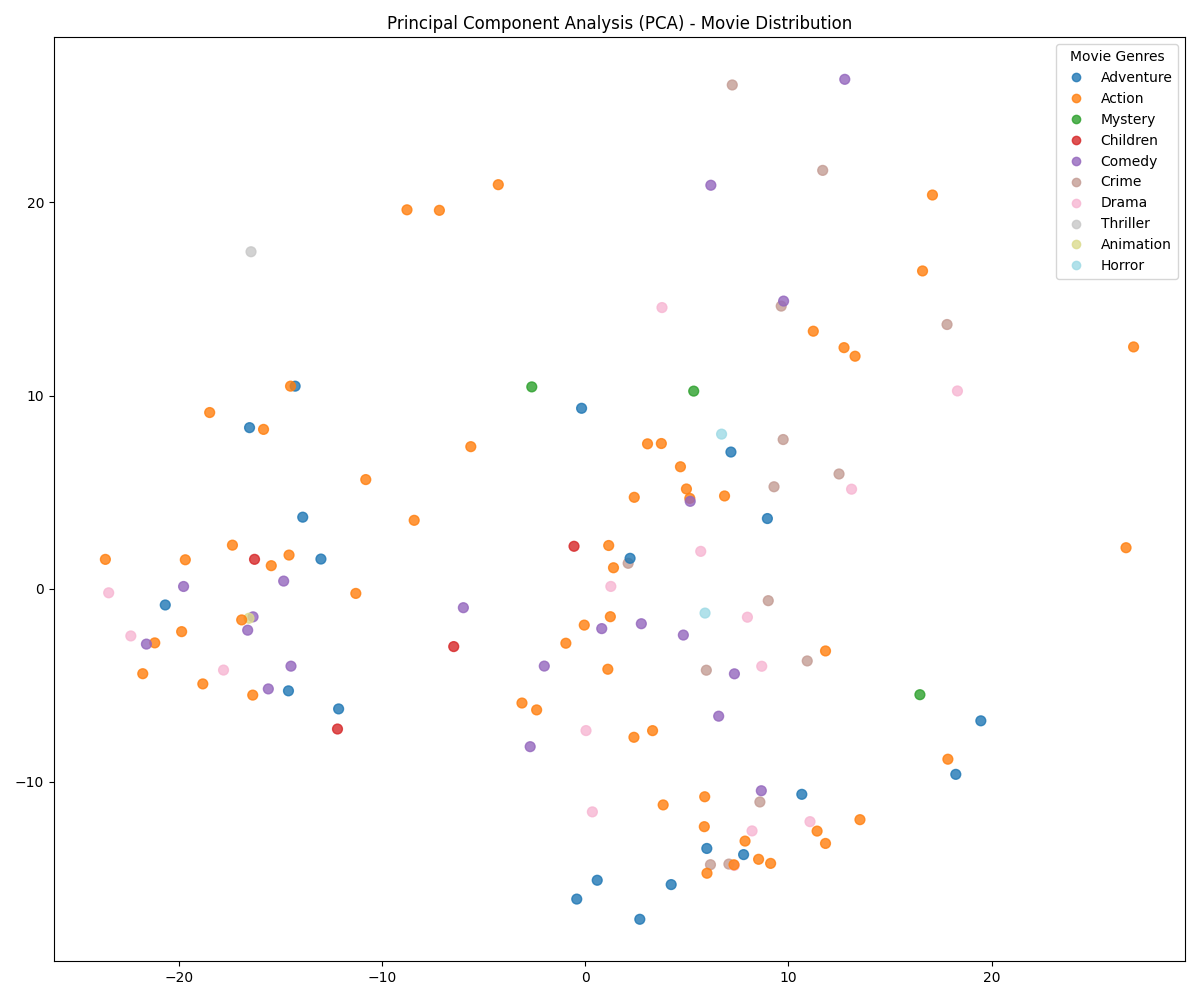 Principal Component Analysis (PCA) - Movie Distribution
Movie Genres
Adventure
Action
Mystery
Children
Comedy
Crime
Drama
Thriller
Animation
Horror
20
10
0
−10
−20
−10
0
10
20